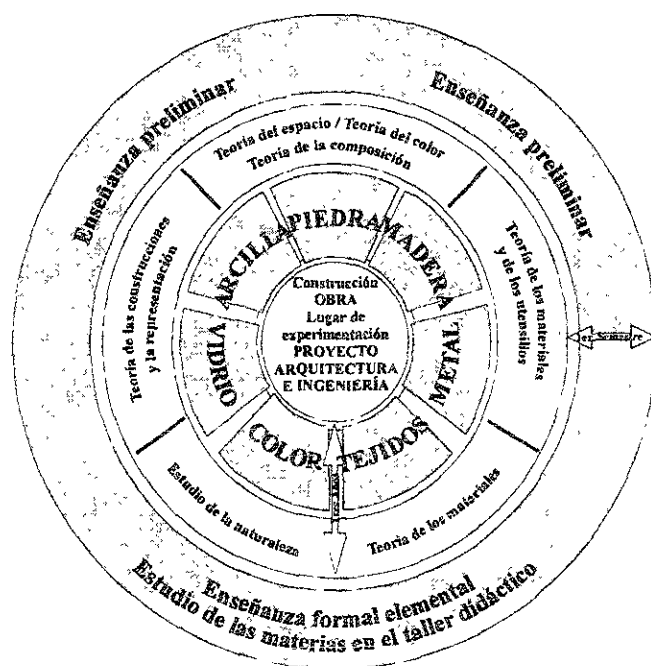 Enseñanza preliminar
Enseñanza preliminar
Teoría del espacio / Teoría del color
Teoría de la composición
Teoría de las construcciones
y la representación
Teoría de los materiales
y de los utensilios
ARCILLA
PIEDRA
MADERA
VIDRIO
METAL
COLOR
TEJIDOS
Construcción
OBRA
Lugar de
experimentación
PROYECTO
ARQUITECTURA
E INGENIERÍA
Estudio de la naturaleza
Teoría de los materiales
Enseñanza formal elemental
Estudio de las materias en el taller didáctico